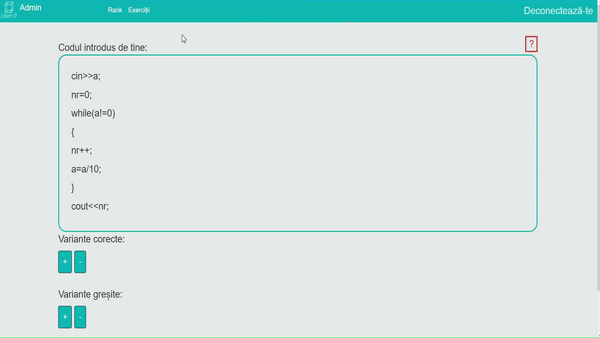 Admin
Rank Exerciții
Deconectează-te
Learn IT
Codul introdus de tine:
?
cin>>a;
nr=0;
while(a!=0)
{
nr++;
a=a/10;
}
cout<<nr;
Variante corecte:
+ -
Variante greșite:
+ -